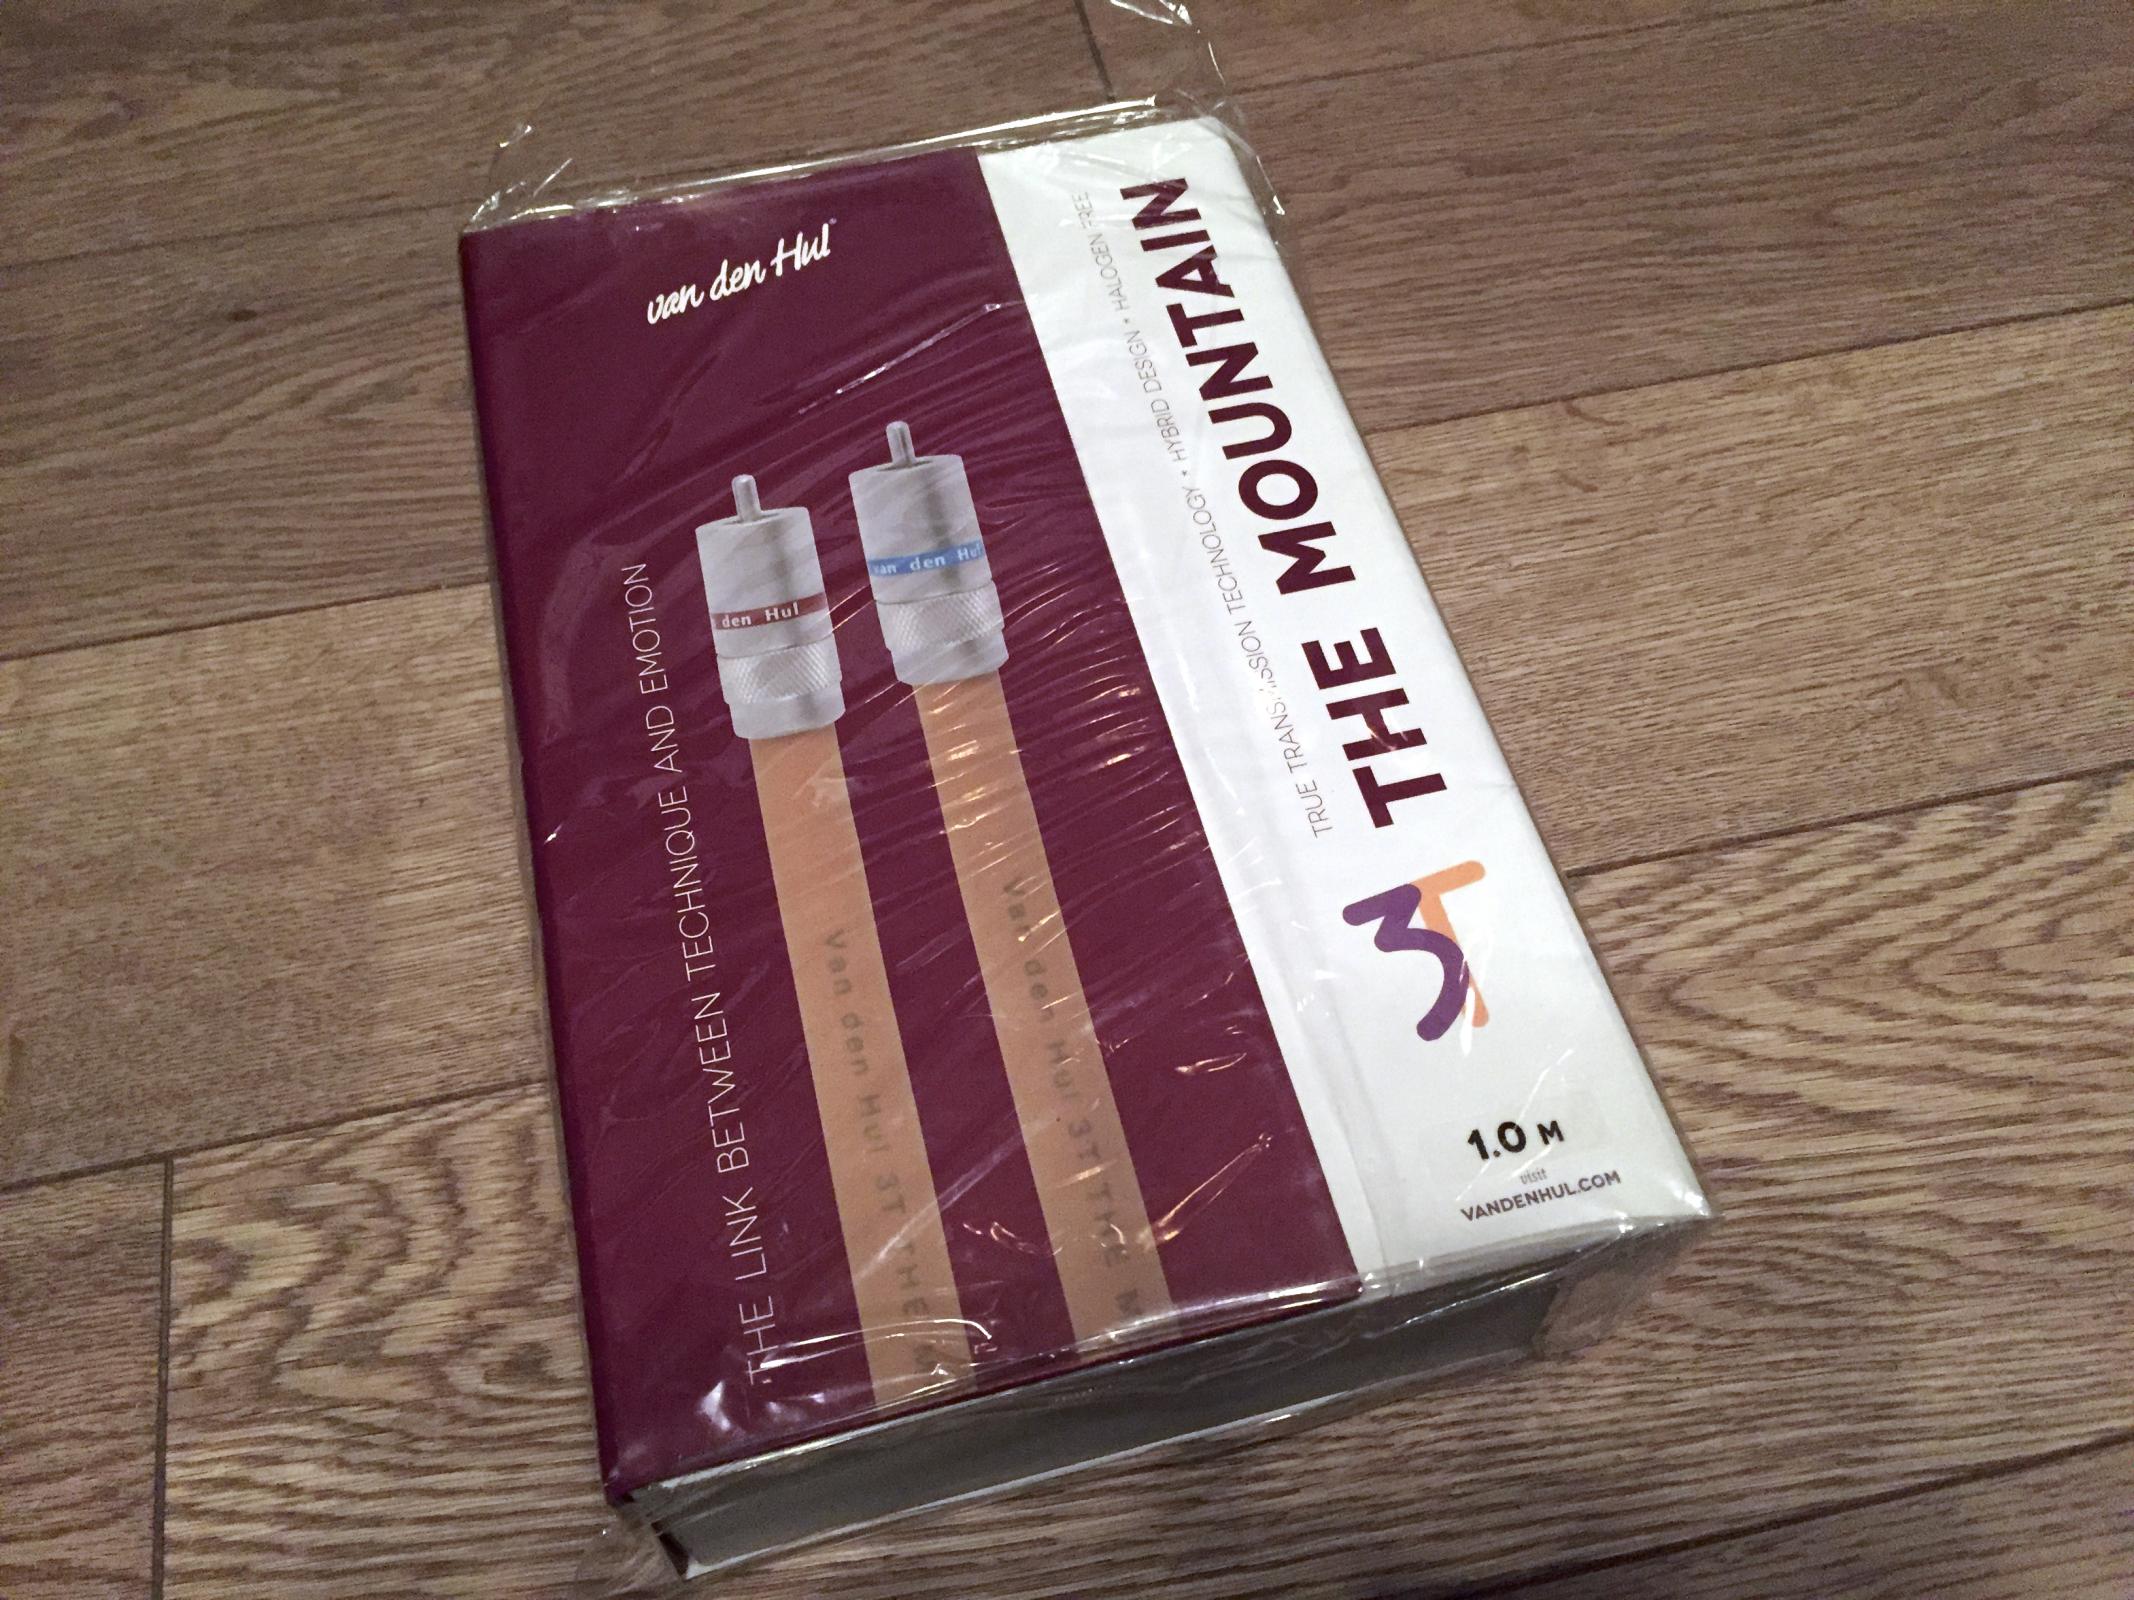 van den Hul®
THE LINK BETWEEN TECHNIQUE AND EMOTION
den Hul
van den Hul
Van den Hul 3T THE
Van den Hul 3T THE M
TRUE TRANSMISSION TECHNOLOGY * HYBRID DESIGN * HALOGEN FREE
3T THE MOUNTAIN
1.0 M
visit
VANDENHUL.COM